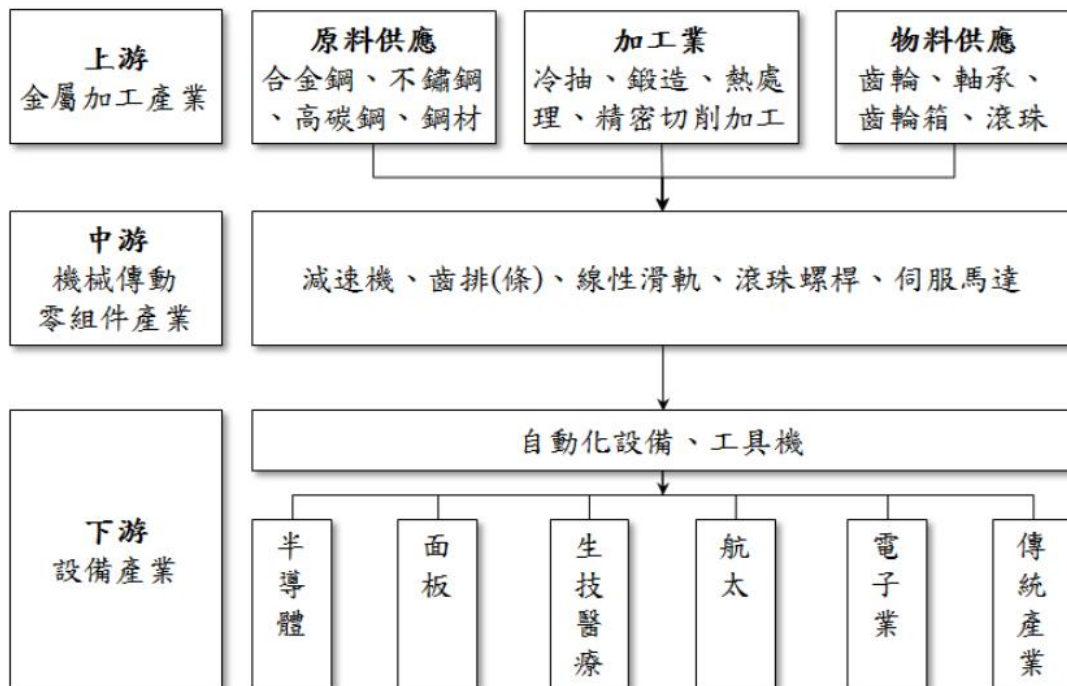 上游
金屬加工產業
原料供應
合金鋼、不鏽鋼
、高碳鋼、鋼材
加工業
冷抽、鍛造、熱處
理、精密切削加工
物料供應
齒輪、軸承、
齒輪箱、滾珠
中游
機械傳動
零組件產業
減速機、齒排(條)、線性滑軌、滾珠螺桿、伺服馬達
下游
設備產業
自動化設備、工具機
半導體
面板
生技醫療
航太
電子業
傳統產業